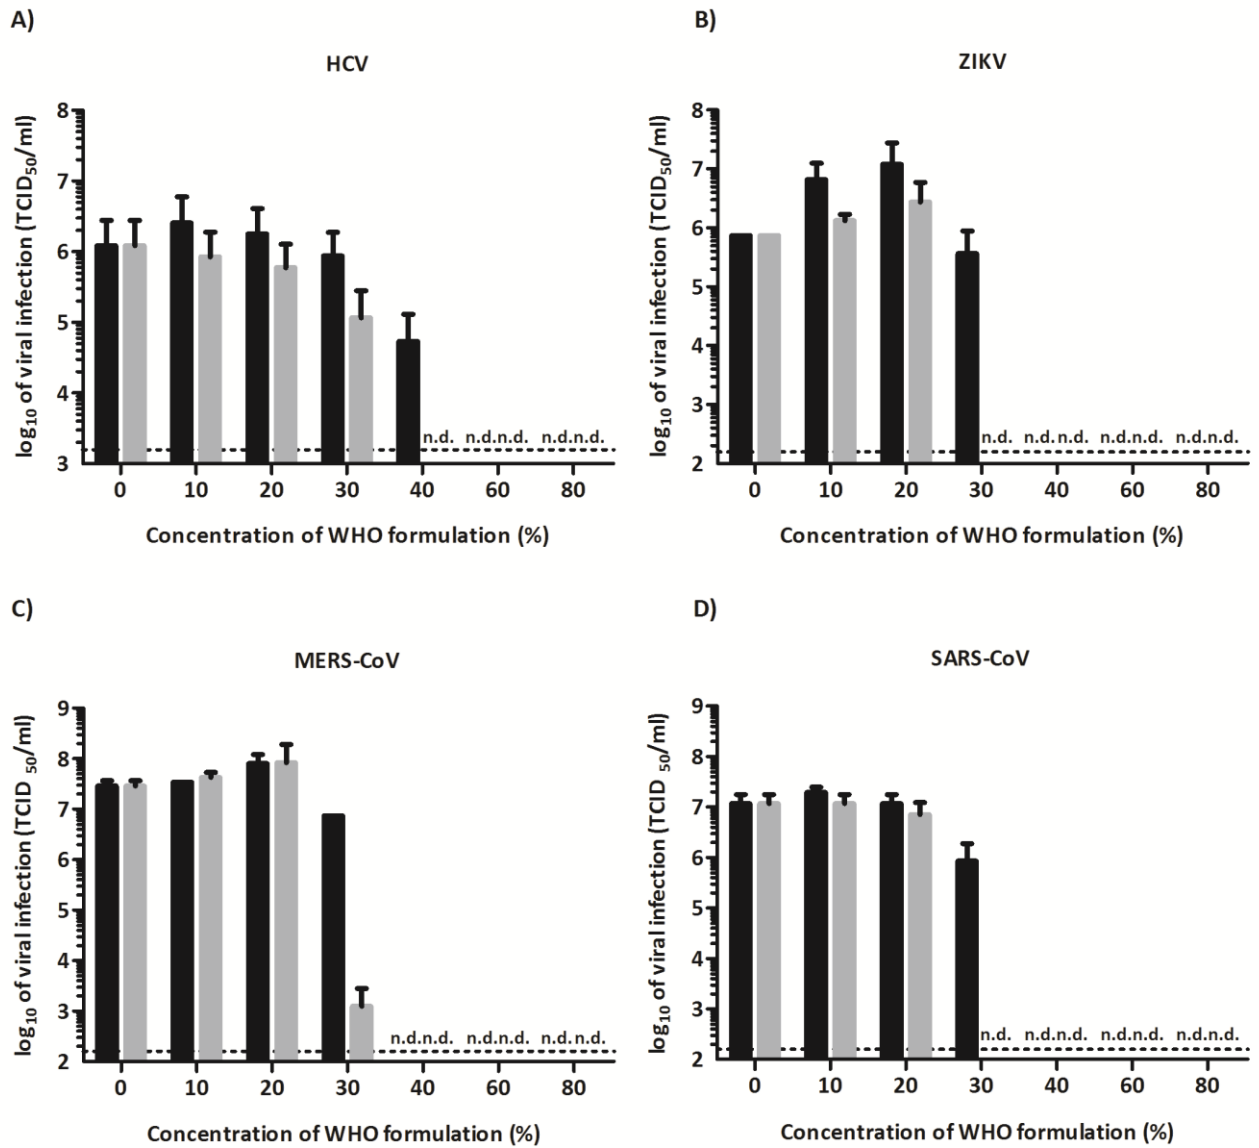 A)
HCV
log10 of viral infection (TCID50/ml)
8
7
6
5
4
3
n.d. n.d.n.d. n.d.n.d.
0 10 20 30 40 60 80
Concentration of WHO formulation (%)
B)
ZIKV
log10 of viral infection (TCID50/ml)
8
7
6
5
4
3
2
n.d. n.d. n.d. n.d. n.d. n.d. n.d.
0 10 20 30 40 60 80
Concentration of WHO formulation (%)
C)
MERS-CoV
log10 of viral infection (TCID 50/ml)
9
8
7
6
5
4
3
2
n.d.n.d. n.d.n.d. n.d. n.d.
0 10 20 30 40 60 80
Concentration of WHO formulation (%)
D)
SARS-CoV
log10 of viral infection (TCID 50/ml)
9
8
7
6
5
4
3
2
n.d. n.d.n.d. n.d.n.d. n.d.n.d.
0 10 20 30 40 60 80
Concentration of WHO formulation (%)